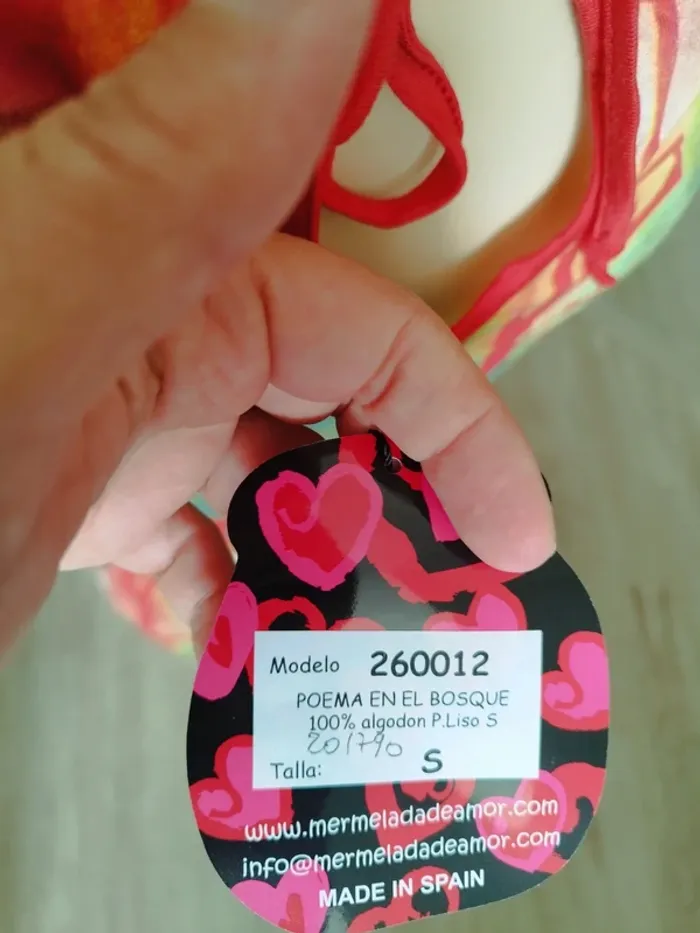 Modelo 260012
POEMA EN EL BOSQUE
100% algodon P.Liso S
201790
Talla: S
www.mermeladadeamor.com
info@mermeladadeamor.com
MADE IN SPAIN